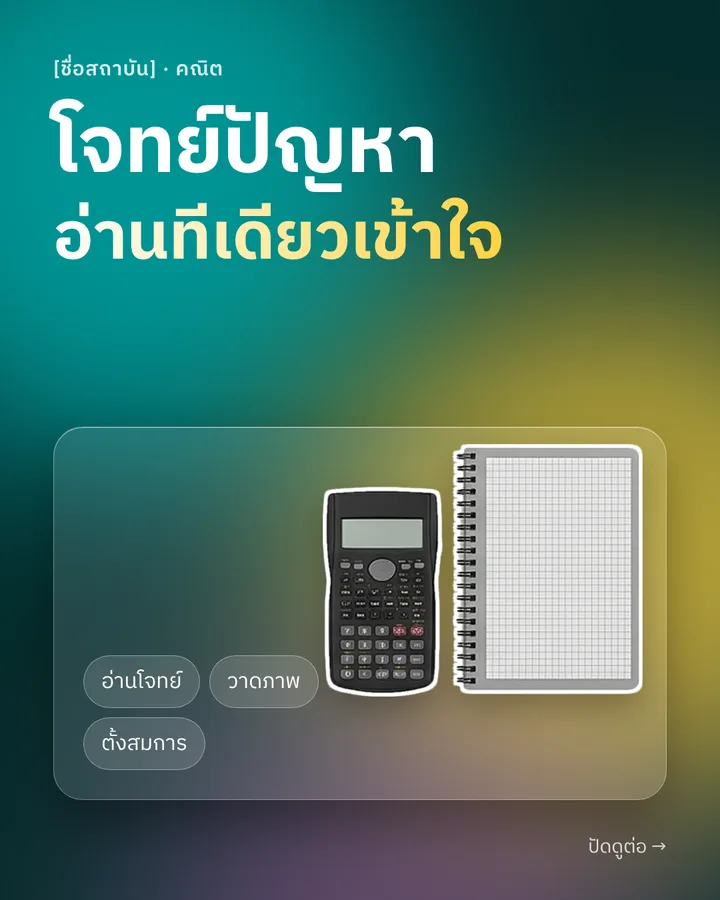 [ชื่อสถาบัน] · คณิต
โจทย์ปัญหา
อ่านทีเดียวเข้าใจ
อ่านโจทย์
วาดภาพ
ตั้งสมการ
ปัดดูต่อ →